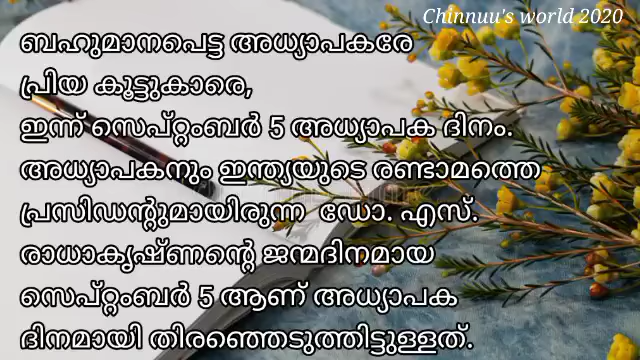 Chinnuu's world 2020
ബഹുമാനപെട്ട അധ്യാപകരേ
പ്രിയ കൂട്ടുകാരെ,
ഇന്ന് സെപ്റ്റംബർ 5 അധ്യാപക ദിനം.
അധ്യാപകനും ഇന്ത്യയുടെ രണ്ടാമത്തെ
പ്രസിഡന്റുമായിരുന്ന ഡോ. എസ്.
രാധാകൃഷ്ണന്റെ ജന്മദിനമായ
സെപ്റ്റംബർ 5 ആണ് അധ്യാപക
ദിനമായി തിരഞ്ഞെടുത്തിട്ടുള്ളത്.